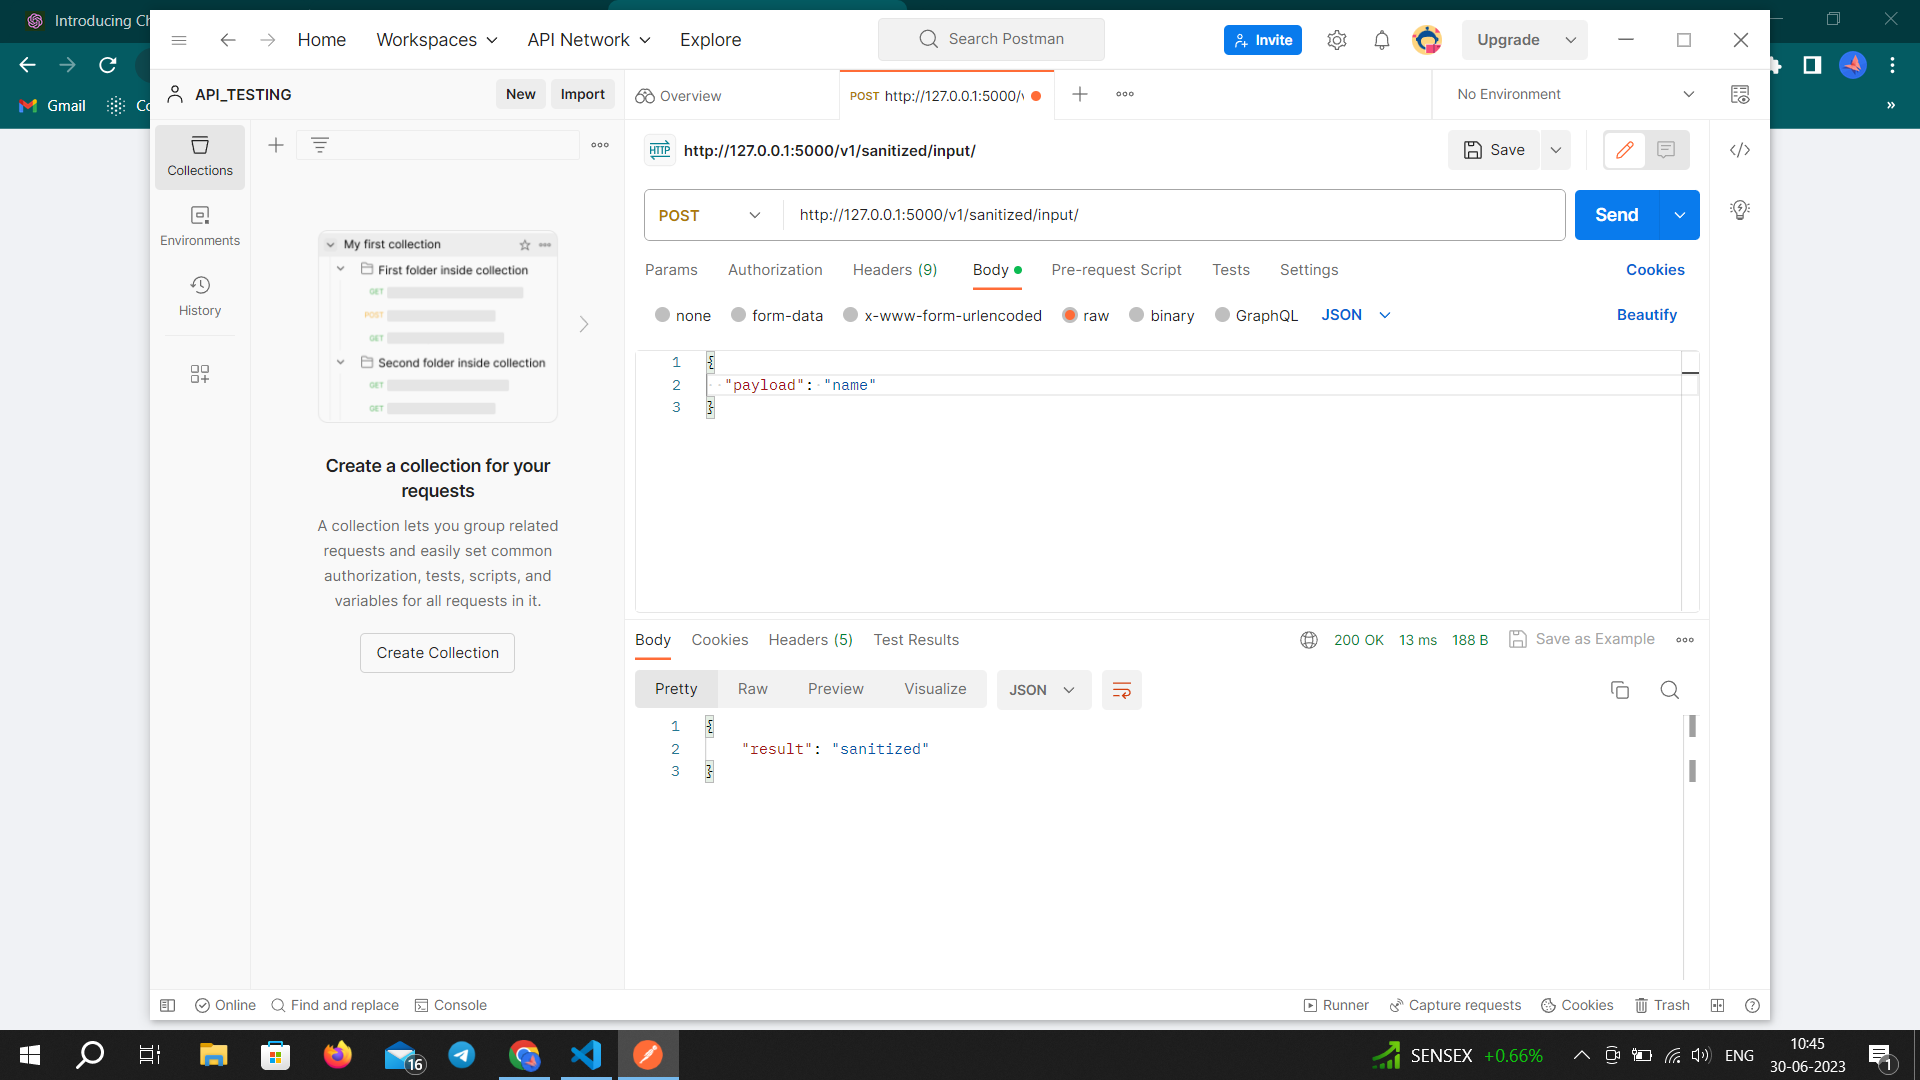 Introducing Ch
Home
Workspaces
API Network
Explore
Search Postman
Invite
Upgrade
Gmail
Co
»
API_TESTING
New
Import
Overview
POST http://127.0.0.1:5000/v
No Environment
Collections
Environments
History
My first collection
First folder inside collection
GET
POST
GET
Second folder inside collection
GET
GET
Create a collection for your
requests
A collection lets you group related
requests and easily set common
authorization, tests, scripts, and
variables for all requests in it.
Create Collection
HTTP
http://127.0.0.1:5000/v1/sanitized/input/
Save
POST
http://127.0.0.1:5000/v1/sanitized/input/
Send
Params
Authorization
Headers (9)
Body
Pre-request Script
Tests
Settings
Cookies
none
form-data
x-www-form-urlencoded
raw
binary
GraphQL
JSON
Beautify
1 {
2 "payload": "name"
3 }
Body
Cookies
Headers (5)
Test Results
200 OK
13 ms
188 B
Save as Example
Pretty
Raw
Preview
Visualize
JSON
1 {
2 "result": "sanitized"
3 }
Online
Find and replace
Console
Runner
Capture requests
Cookies
Trash
16
SENSEX +0.66%
ENG
10:45
30-06-2023
1